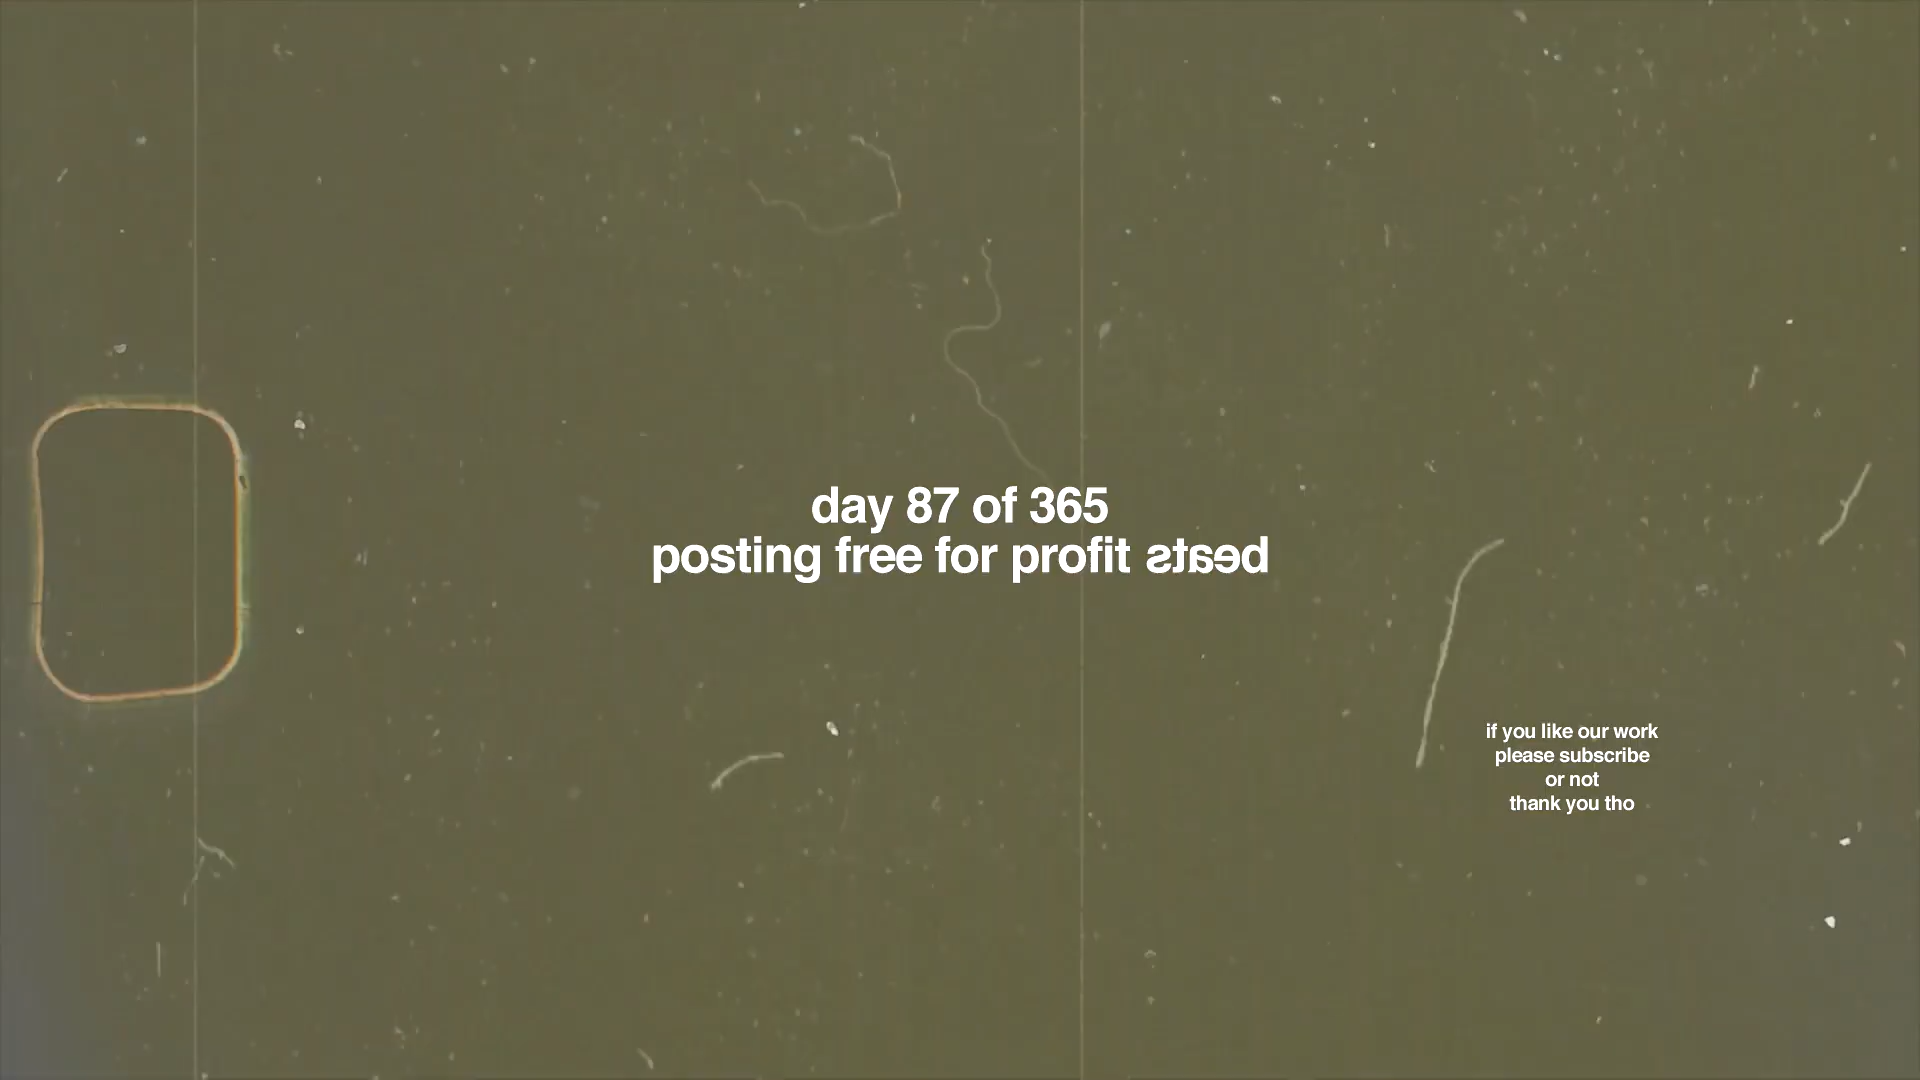 day 87 of 365
posting free for profit beats
if you like our work
please subscribe
or not
thank you tho